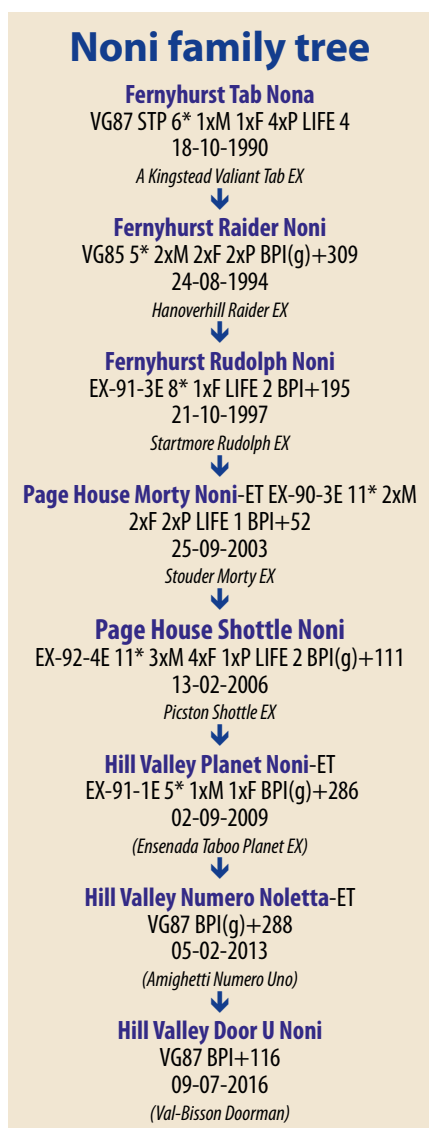 Noni family tree
Fernyhurst Tab Nona
VG87 STP 6* 1xM 1xF 4xP LIFE 4
18-10-1990
A Kingstead Valiant Tab EX
Fernyhurst Raider Noni
VG85 5* 2xM 2xF 2xP BPI(g)+309
24-08-1994
Hanoverhill Raider EX
Fernyhurst Rudolph Noni
EX-91-3E 8* 1xF LIFE 2 BPI+195
21-10-1997
Startmore Rudolph EX
Page House Morty Noni-ET EX-90-3E 11* 2xM
2xF 2xP LIFE 1 BPI+52
25-09-2003
Stouder Morty EX
Page House Shottle Noni
EX-92-4E 11* 3xM 4xF 1xP LIFE 2 BPI(g)+111
13-02-2006
Picston Shottle EX
Hill Valley Planet Noni-ET
EX-91-1E 5* 1xM 1xF BPI(g)+286
02-09-2009
(Ensenada Taboo Planet EX)
Hill Valley Numero Noletta-ET
VG87 BPI(g)+288
05-02-2013
(Amighetti Numero Uno)
Hill Valley Door U Noni
VG87 BPI+116
09-07-2016
(Val-Bisson Doorman)